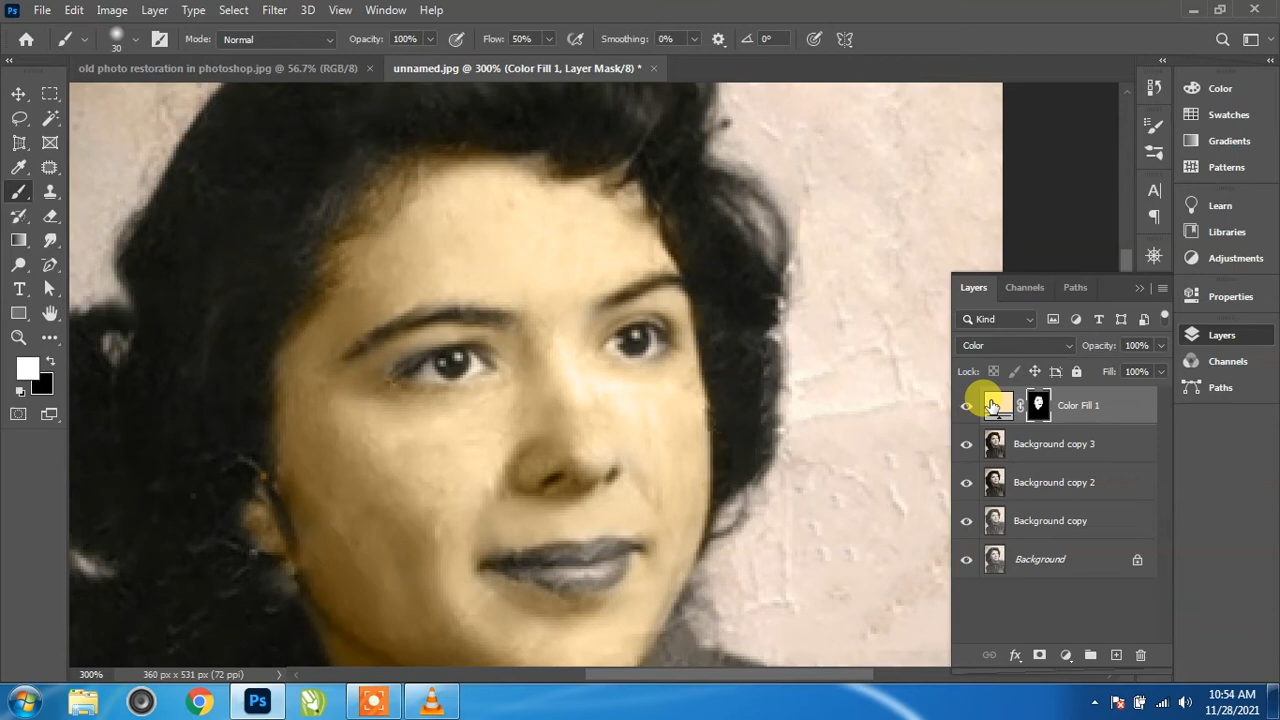 Ps File Edit Image Layer Type Select Filter 3D View Window Help
30 Mode: Normal Opacity: 100% Flow: 50% Smoothing: 0% 0°
old photo restoration in photoshop.jpg @ 56.7% (RGB/8) × unnamed.jpg @ 300% (Color Fill 1, Layer Mask/8) * ×
Color
Swatches
Gradients
Patterns
Learn
Libraries
Adjustments
Properties
Layers
Channels
Paths
Layers Channels Paths
Kind
Color Opacity: 100%
Lock: Fill: 100%
Color Fill 1
Background copy 3
Background copy 2
Background copy
Background
300% 360 px x 531 px (72 ppi)
Ps
10:54 AM
11/28/2021